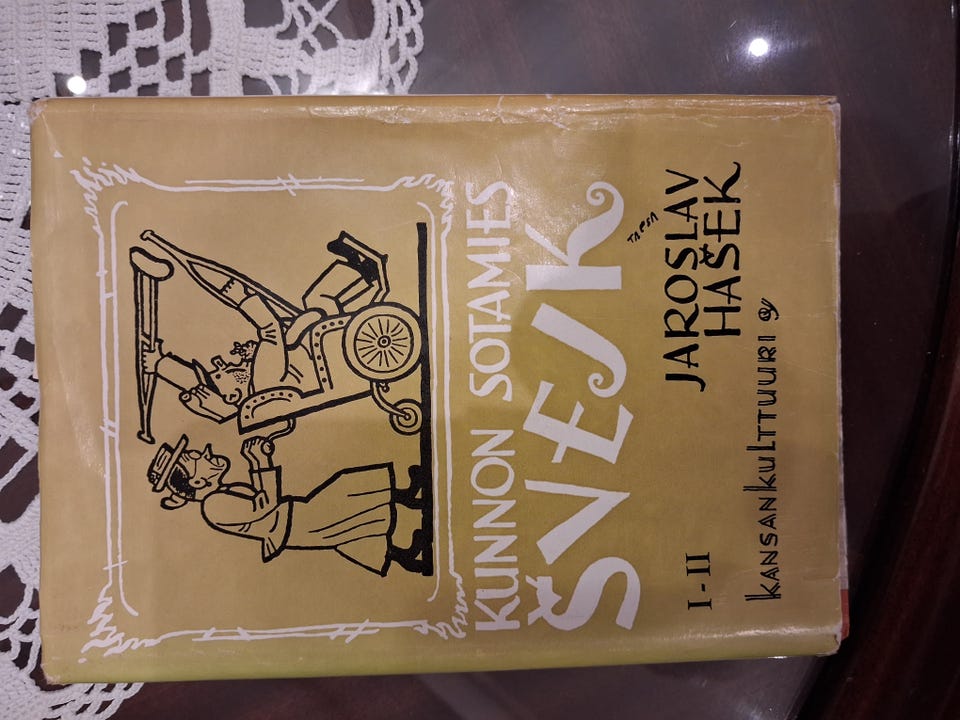 KUNNON SOTAMIES
ŠVEJK
JAROSLAV
HAŠEK
I-II
KANSANKULTTUURI